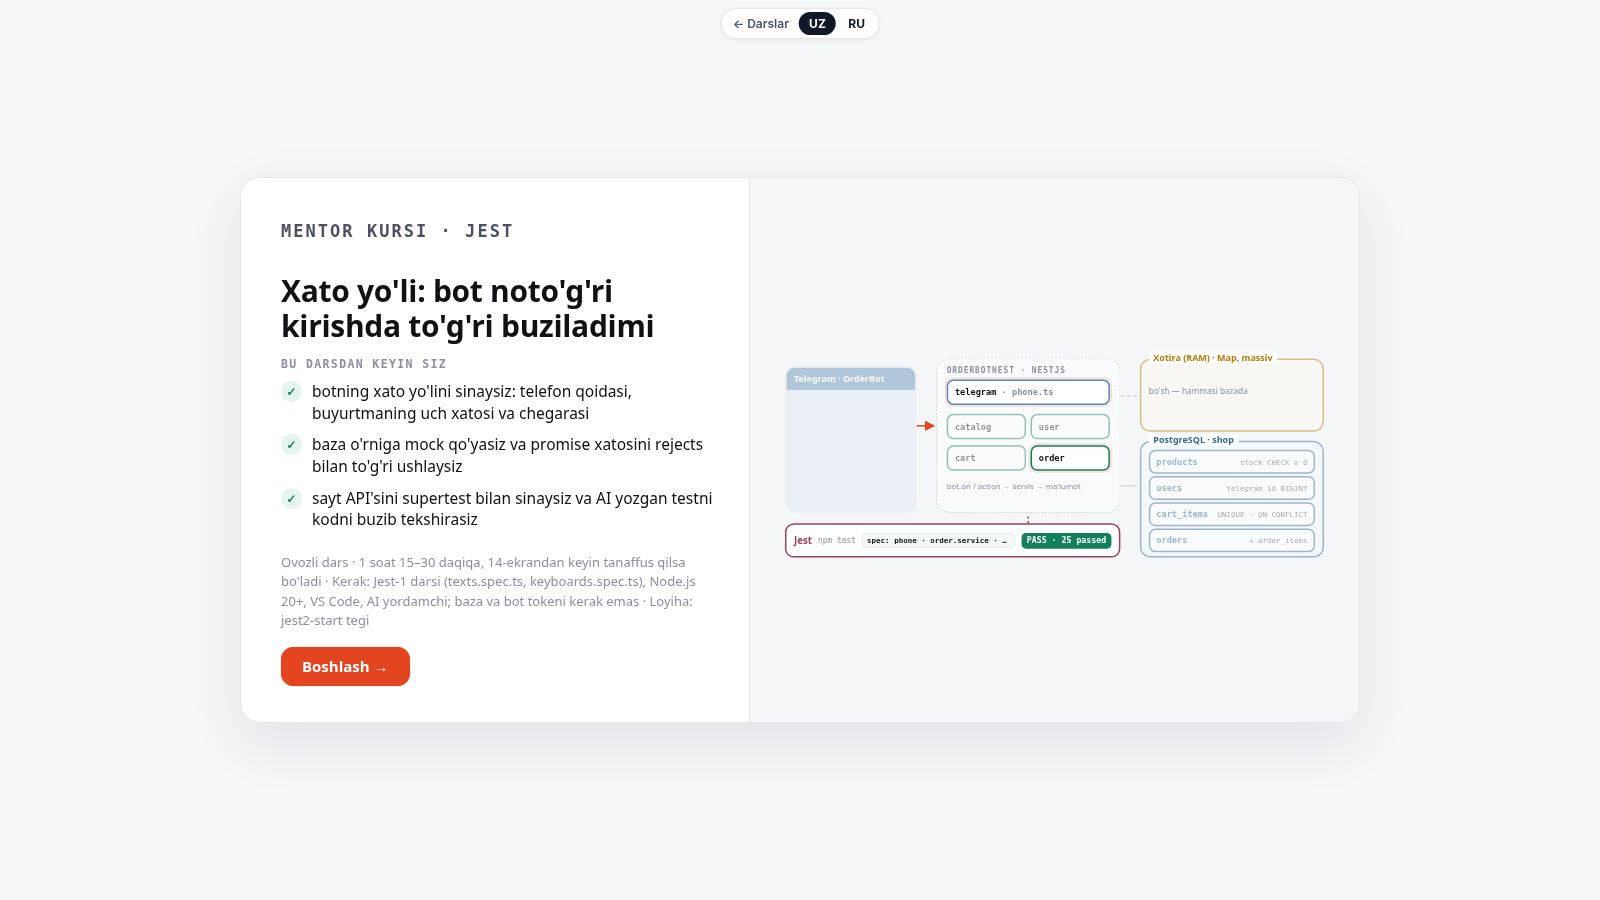 ← Darslar UZ RU
MENTOR KURSI · JEST
Xato yo'li: bot noto'g'ri
kirishda to'g'ri buziladimi
BU DARSDAN KEYIN SIZ
✓ botning xato yo'lini sinaysiz: telefon qoidasi,
buyurtmaning uch xatosi va chegarasi
✓ baza o'rniga mock qo'yasiz va promise xatosini rejects
bilan to'g'ri ushlaysiz
✓ sayt API'sini supertest bilan sinaysiz va AI yozgan testni
kodni buzib tekshirasiz
Ovozli dars · 1 soat 15–30 daqiqa, 14-ekrandan keyin tanaffus qilsa
bo'ladi · Kerak: Jest-1 darsi (texts.spec.ts, keyboards.spec.ts), Node.js
20+, VS Code, AI yordamchi; baza va bot tokeni kerak emas · Loyiha:
jest2-start tegi
Boshlash →
Telegram · OrderBot
ORDERBOTNEST · NESTJS
telegram · phone.ts
catalog user
cart order
bot.on / action → servis → ma'lumot
Xotira (RAM) · Map, massiv
bo'sh — hammasi bazada
PostgreSQL · shop
products stock CHECK ≥ 0
users telegram id BIGINT
cart_items UNIQUE · ON CONFLICT
orders + order_items
Jest npm test spec: phone · order.service · … PASS · 25 passed